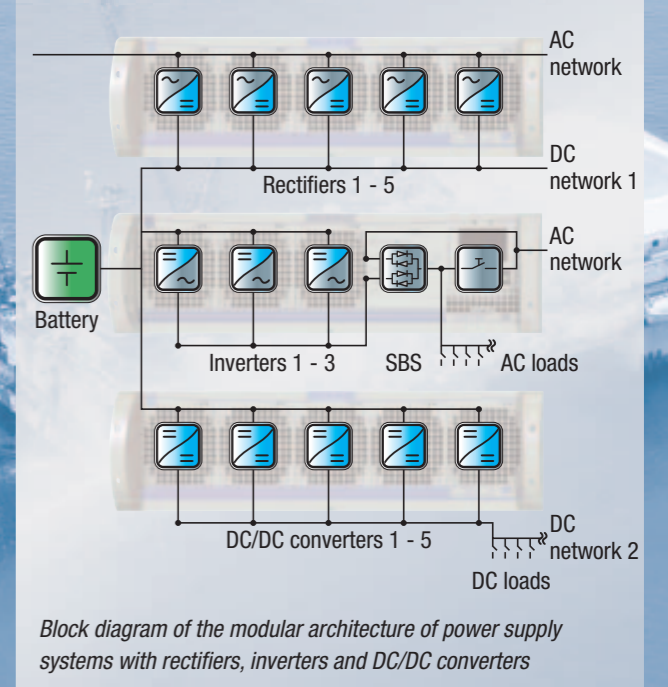 AC
network
DC
network 1
Rectifiers 1 - 5
AC
network
Battery
Inverters 1 - 3
SBS
AC loads
DC/DC converters 1 - 5
DC
network 2
DC loads
Block diagram of the modular architecture of power supply
systems with rectifiers, inverters and DC/DC converters